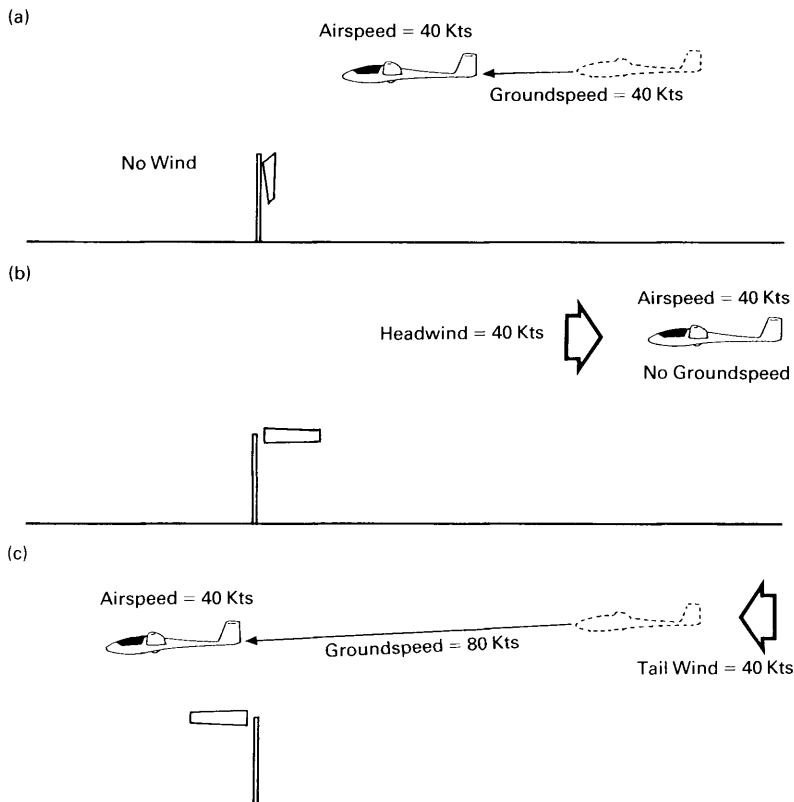 (a)
Airspeed = 40 Kts
Groundspeed = 40 Kts
No Wind
(b)
Airspeed = 40 Kts
Headwind = 40 Kts
No Groundspeed
(c)
Airspeed = 40 Kts
Groundspeed = 80 Kts
Tail Wind = 40 Kts